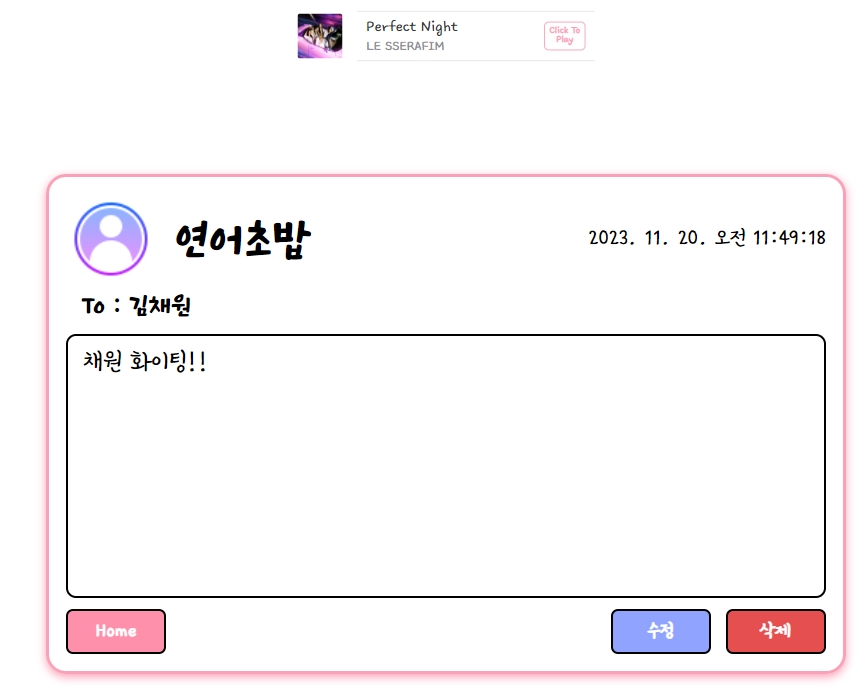 Perfect Night
LE SSERAFIM
Click To
Play
연어초밥
2023. 11. 20. 오전 11:49:18
To : 김채원
채원 화이팅!!
Home
수정
삭제